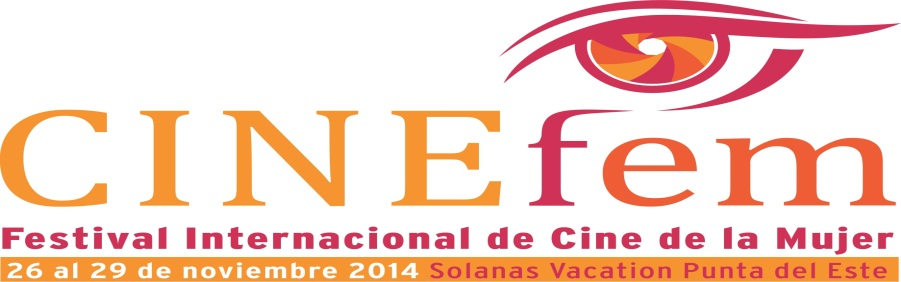 CINEfem
Festival Internacional de Cine de la Mujer
26 al 29 de noviembre 2014 Solanas Vacation Punta del Este